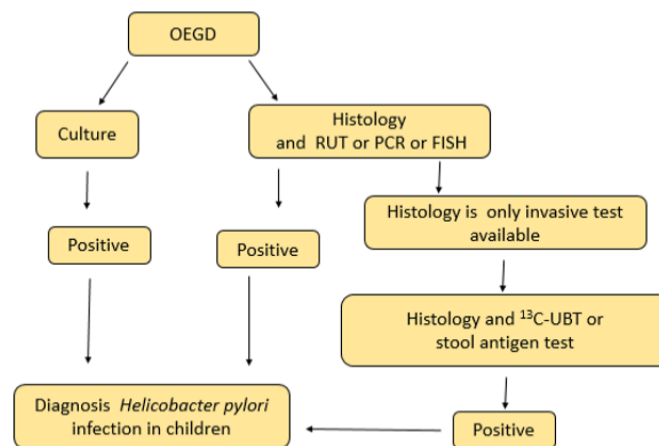 OEGD
Culture
Histology
and RUT or PCR or FISH
Histology is only invasive test
available
Positive
Positive
Histology and ¹³C-UBT or
stool antigen test
Diagnosis Helicobacter pylori
infection in children
Positive